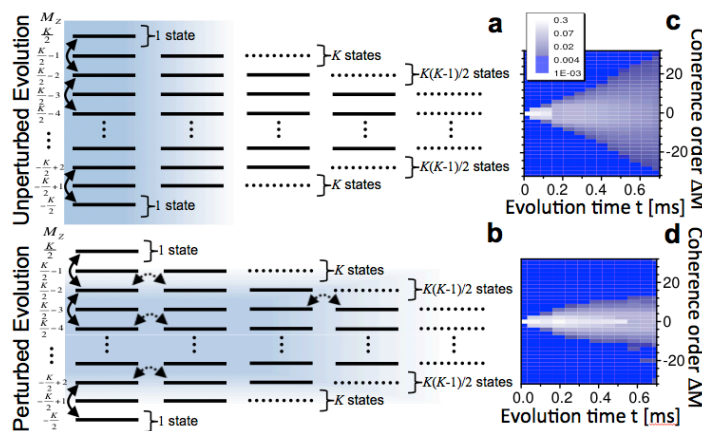 a
c
Unperturbed Evolution
M_z
K/2
1 state
K/2 -1
K states
K/2 -2
K(K-1)/2 states
K/2 -3
K/2 -4
-K/2 +2
K(K-1)/2 states
-K/2 +1
K states
-K/2
1 state
0.3
0.07
0.02
0.004
1E-03
20
0
-20
Coherence order ΔM
0.0 0.2 0.4 0.6
Evolution time t [ms]
b
d
Perturbed Evolution
M_z
K/2
1 state
K/2 -1
K states
K/2 -2
K(K-1)/2 states
K/2 -3
K/2 -4
-K/2 +2
K(K-1)/2 states
-K/2 +1
K states
-K/2
1 state
20
0
-20
Coherence order ΔM
0.0 0.2 0.4 0.6
Evolution time t [ms]